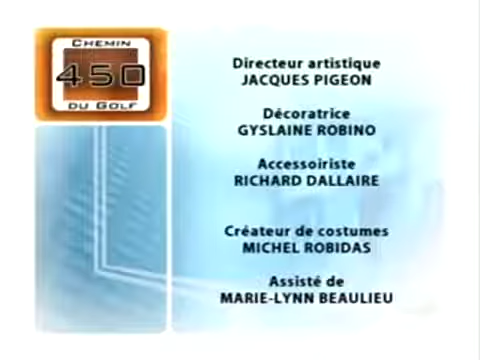 CHEMIN
450
DU GOLF
Directeur artistique
JACQUES PIGEON
Décoratrice
GYSLAINE ROBINO
Accessoiriste
RICHARD DALLAIRE
Créateur de costumes
MICHEL ROBIDAS
Assisté de
MARIE-LYNN BEAULIEU